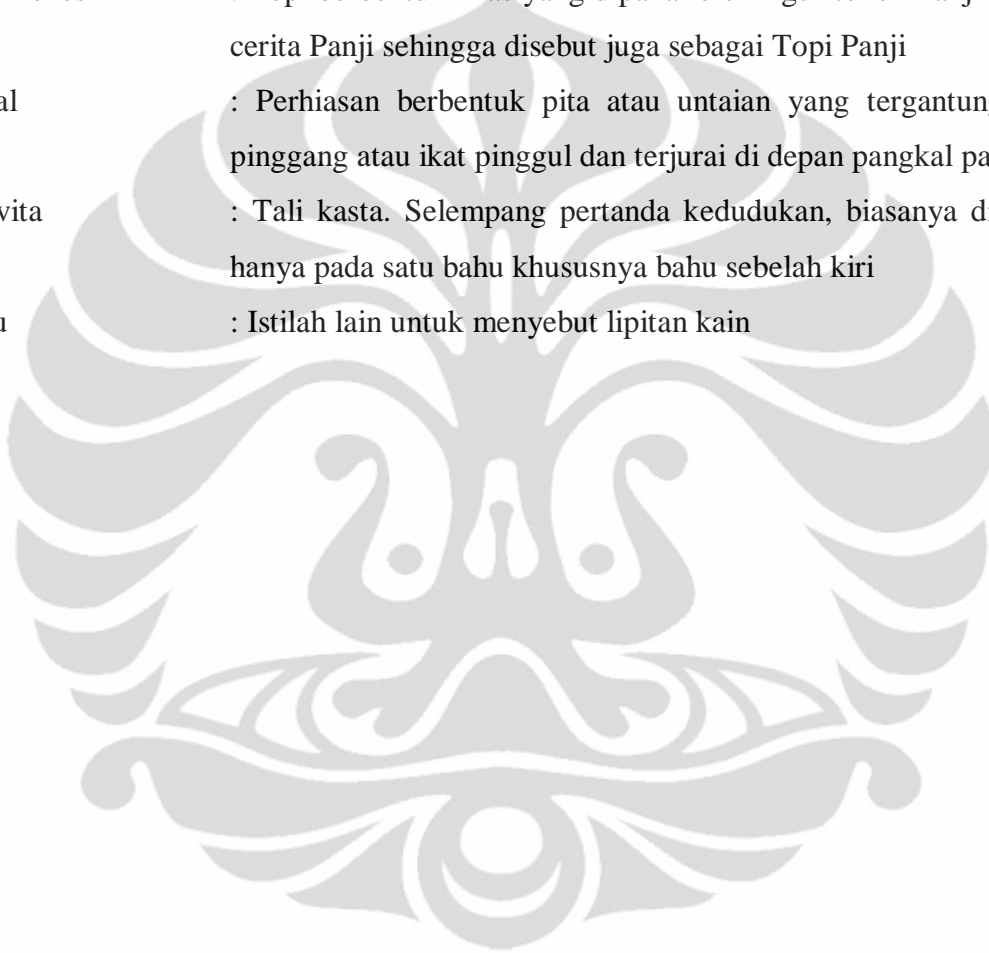 cerita Panji sehingga disebut juga sebagai Topi Panji
al : Perhiasan berbentuk pita atau untaian yang tergantung
pinggang atau ikat pinggul dan terjurai di depan pangkal pa
vita : Tali kasta. Selempang pertanda kedudukan, biasanya di
hanya pada satu bahu khususnya bahu sebelah kiri
u : Istilah lain untuk menyebut lipitan kain